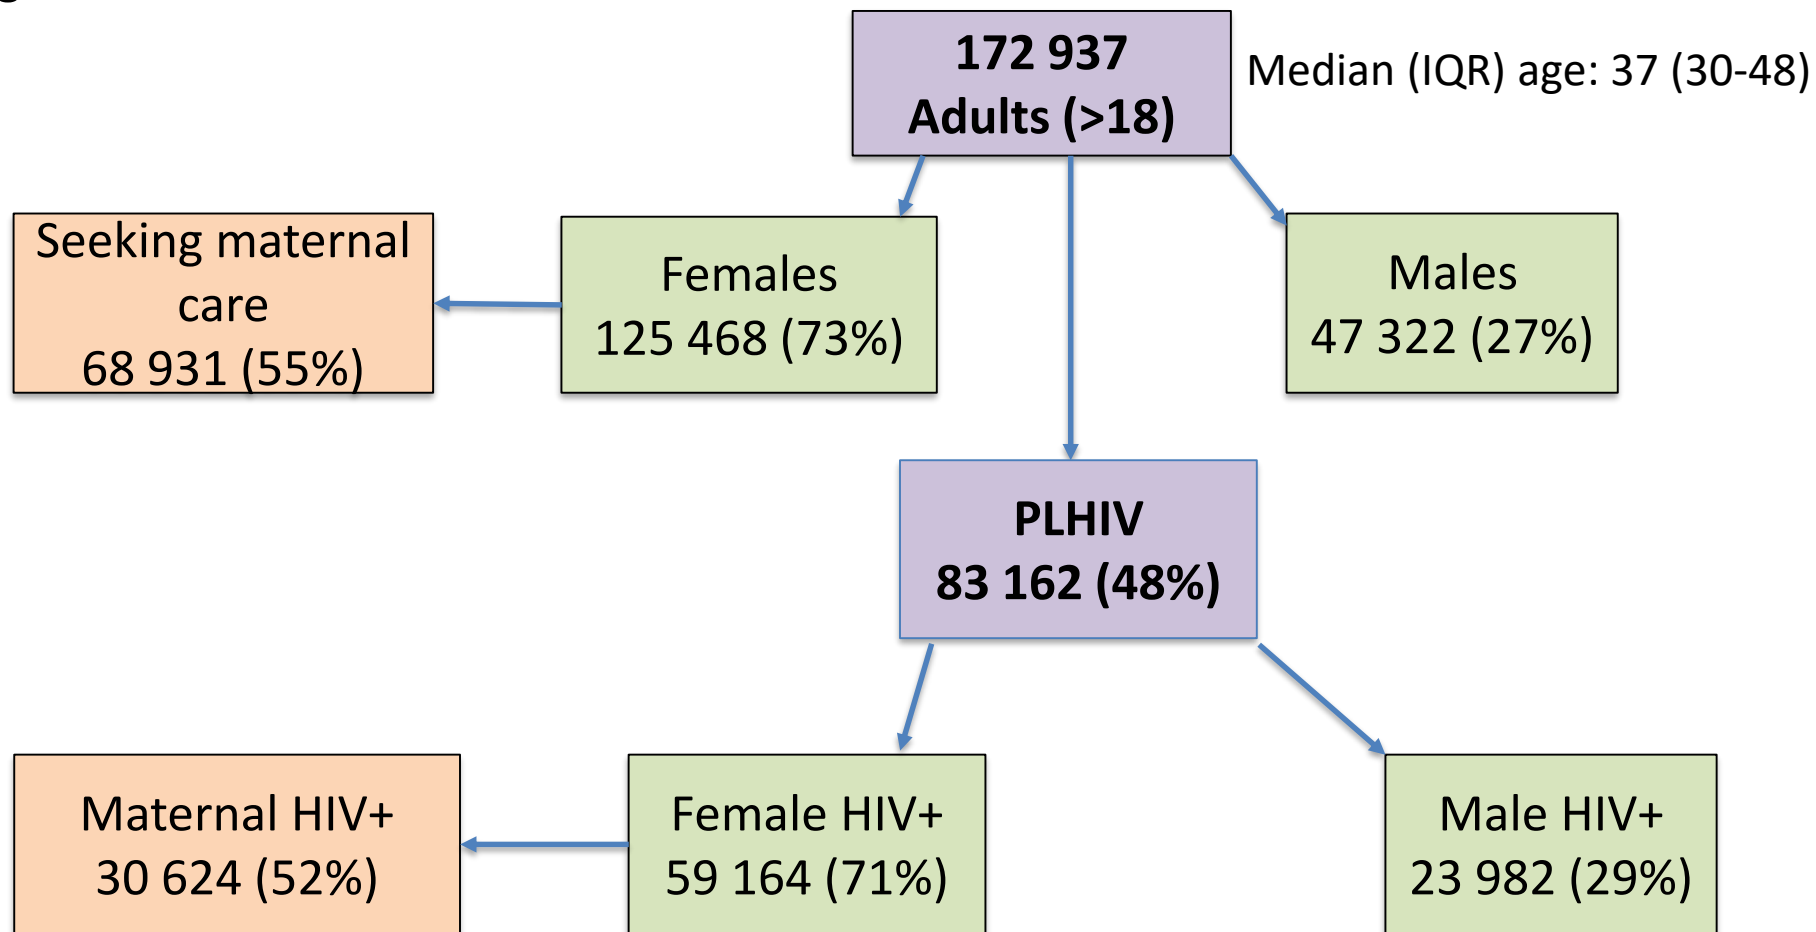 172 937
Adults (>18)
Median (IQR) age: 37 (30-48)
Seeking maternal
care
68 931 (55%)
Females
125 468 (73%)
Males
47 322 (27%)
PLHIV
83 162 (48%)
Maternal HIV+
30 624 (52%)
Female HIV+
59 164 (71%)
Male HIV+
23 982 (29%)